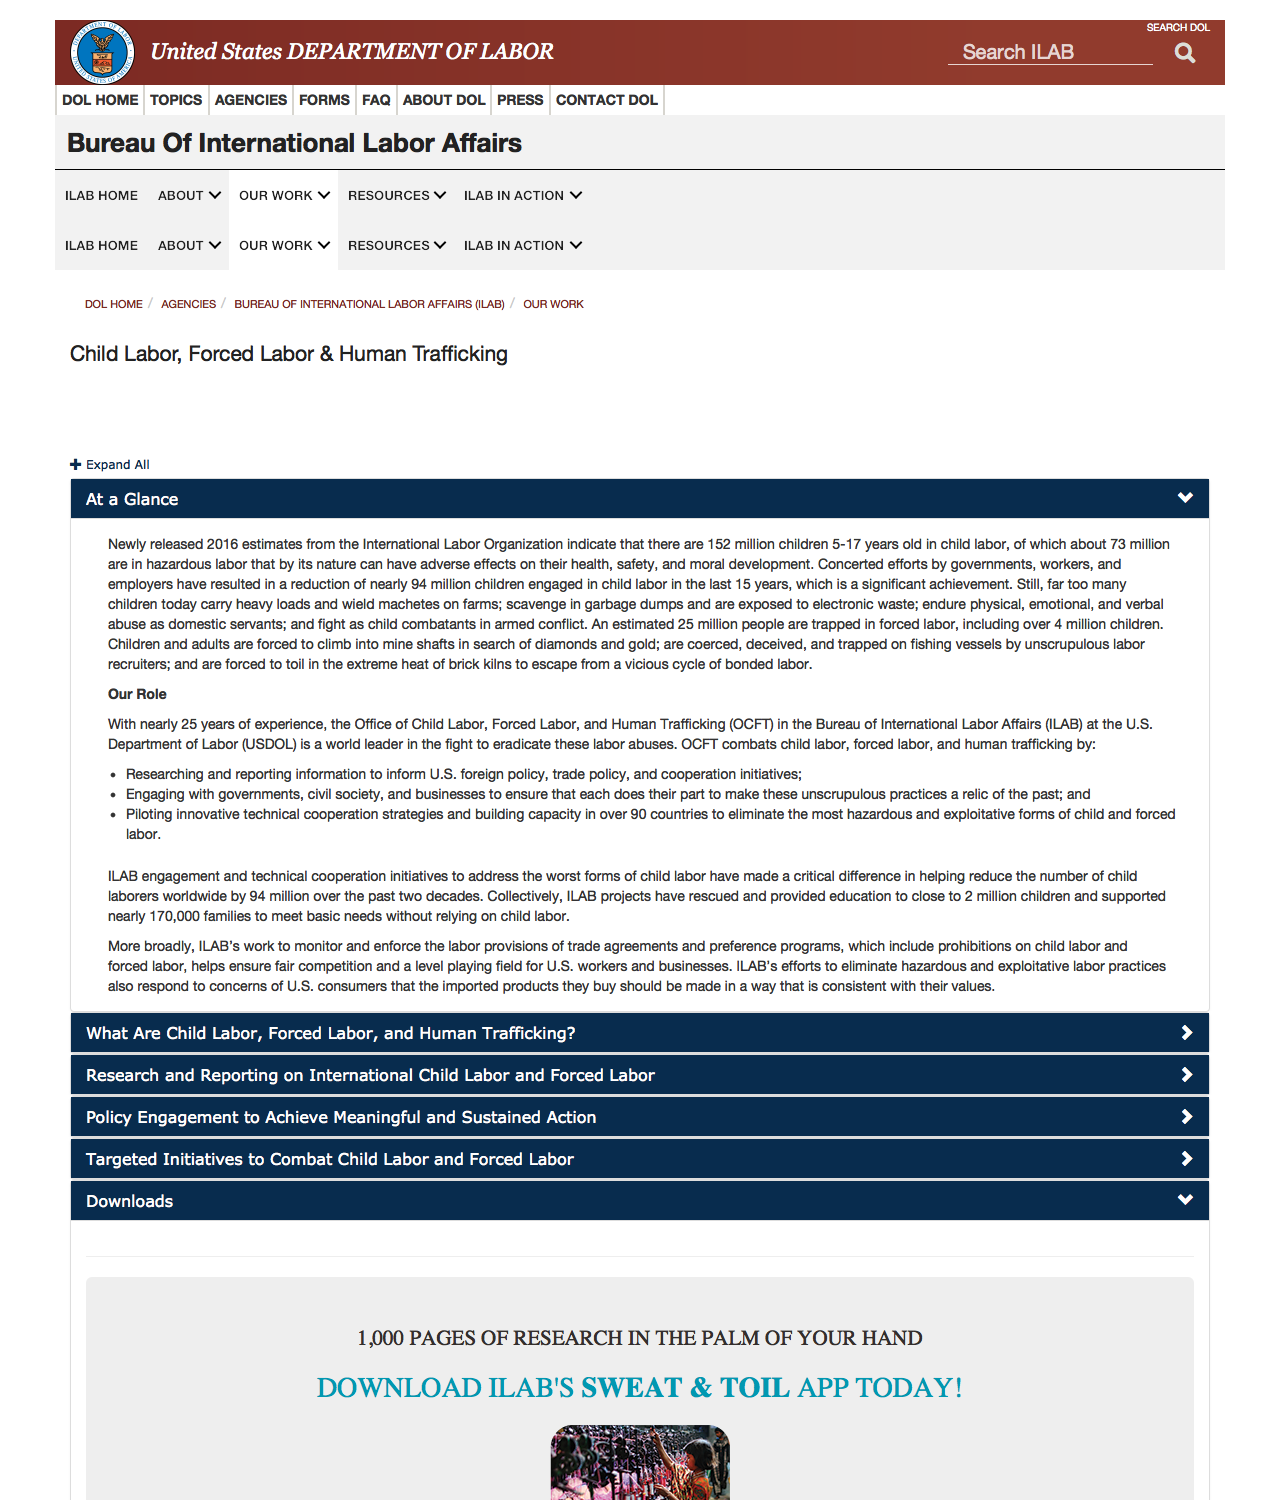 SEARCH DOL
United States DEPARTMENT OF LABOR
Search ILAB
DOL HOME TOPICS AGENCIES FORMS FAQ ABOUT DOL PRESS CONTACT DOL
Bureau Of International Labor Affairs
ILAB HOME ABOUT OUR WORK RESOURCES ILAB IN ACTION
ILAB HOME ABOUT OUR WORK RESOURCES ILAB IN ACTION
DOL HOME / AGENCIES / BUREAU OF INTERNATIONAL LABOR AFFAIRS (ILAB) / OUR WORK
Child Labor, Forced Labor & Human Trafficking
Expand All
At a Glance
Newly released 2016 estimates from the International Labor Organization indicate that there are 152 million children 5-17 years old in child labor, of which about 73 million
are in hazardous labor that by its nature can have adverse effects on their health, safety, and moral development. Concerted efforts by governments, workers, and
employers have resulted in a reduction of nearly 94 million children engaged in child labor in the last 15 years, which is a significant achievement. Still, far too many
children today carry heavy loads and wield machetes on farms; scavenge in garbage dumps and are exposed to electronic waste; endure physical, emotional, and verbal
abuse as domestic servants; and fight as child combatants in armed conflict. An estimated 25 million people are trapped in forced labor, including over 4 million children.
Children and adults are forced to climb into mine shafts in search of diamonds and gold; are coerced, deceived, and trapped on fishing vessels by unscrupulous labor
recruiters; and are forced to toil in the extreme heat of brick kilns to escape from a vicious cycle of bonded labor.
Our Role
With nearly 25 years of experience, the Office of Child Labor, Forced Labor, and Human Trafficking (OCFT) in the Bureau of International Labor Affairs (ILAB) at the U.S.
Department of Labor (USDOL) is a world leader in the fight to eradicate these labor abuses. OCFT combats child labor, forced labor, and human trafficking by:
• Researching and reporting information to inform U.S. foreign policy, trade policy, and cooperation initiatives;
• Engaging with governments, civil society, and businesses to ensure that each does their part to make these unscrupulous practices a relic of the past; and
• Piloting innovative technical cooperation strategies and building capacity in over 90 countries to eliminate the most hazardous and exploitative forms of child and forced
labor.
ILAB engagement and technical cooperation initiatives to address the worst forms of child labor have made a critical difference in helping reduce the number of child
laborers worldwide by 94 million over the past two decades. Collectively, ILAB projects have rescued and provided education to close to 2 million children and supported
nearly 170,000 families to meet basic needs without relying on child labor.
More broadly, ILAB's work to monitor and enforce the labor provisions of trade agreements and preference programs, which include prohibitions on child labor and
forced labor, helps ensure fair competition and a level playing field for U.S. workers and businesses. ILAB's efforts to eliminate hazardous and exploitative labor practices
also respond to concerns of U.S. consumers that the imported products they buy should be made in a way that is consistent with their values.
What Are Child Labor, Forced Labor, and Human Trafficking?
Research and Reporting on International Child Labor and Forced Labor
Policy Engagement to Achieve Meaningful and Sustained Action
Targeted Initiatives to Combat Child Labor and Forced Labor
Downloads
1,000 PAGES OF RESEARCH IN THE PALM OF YOUR HAND
DOWNLOAD ILAB'S SWEAT & TOIL APP TODAY!